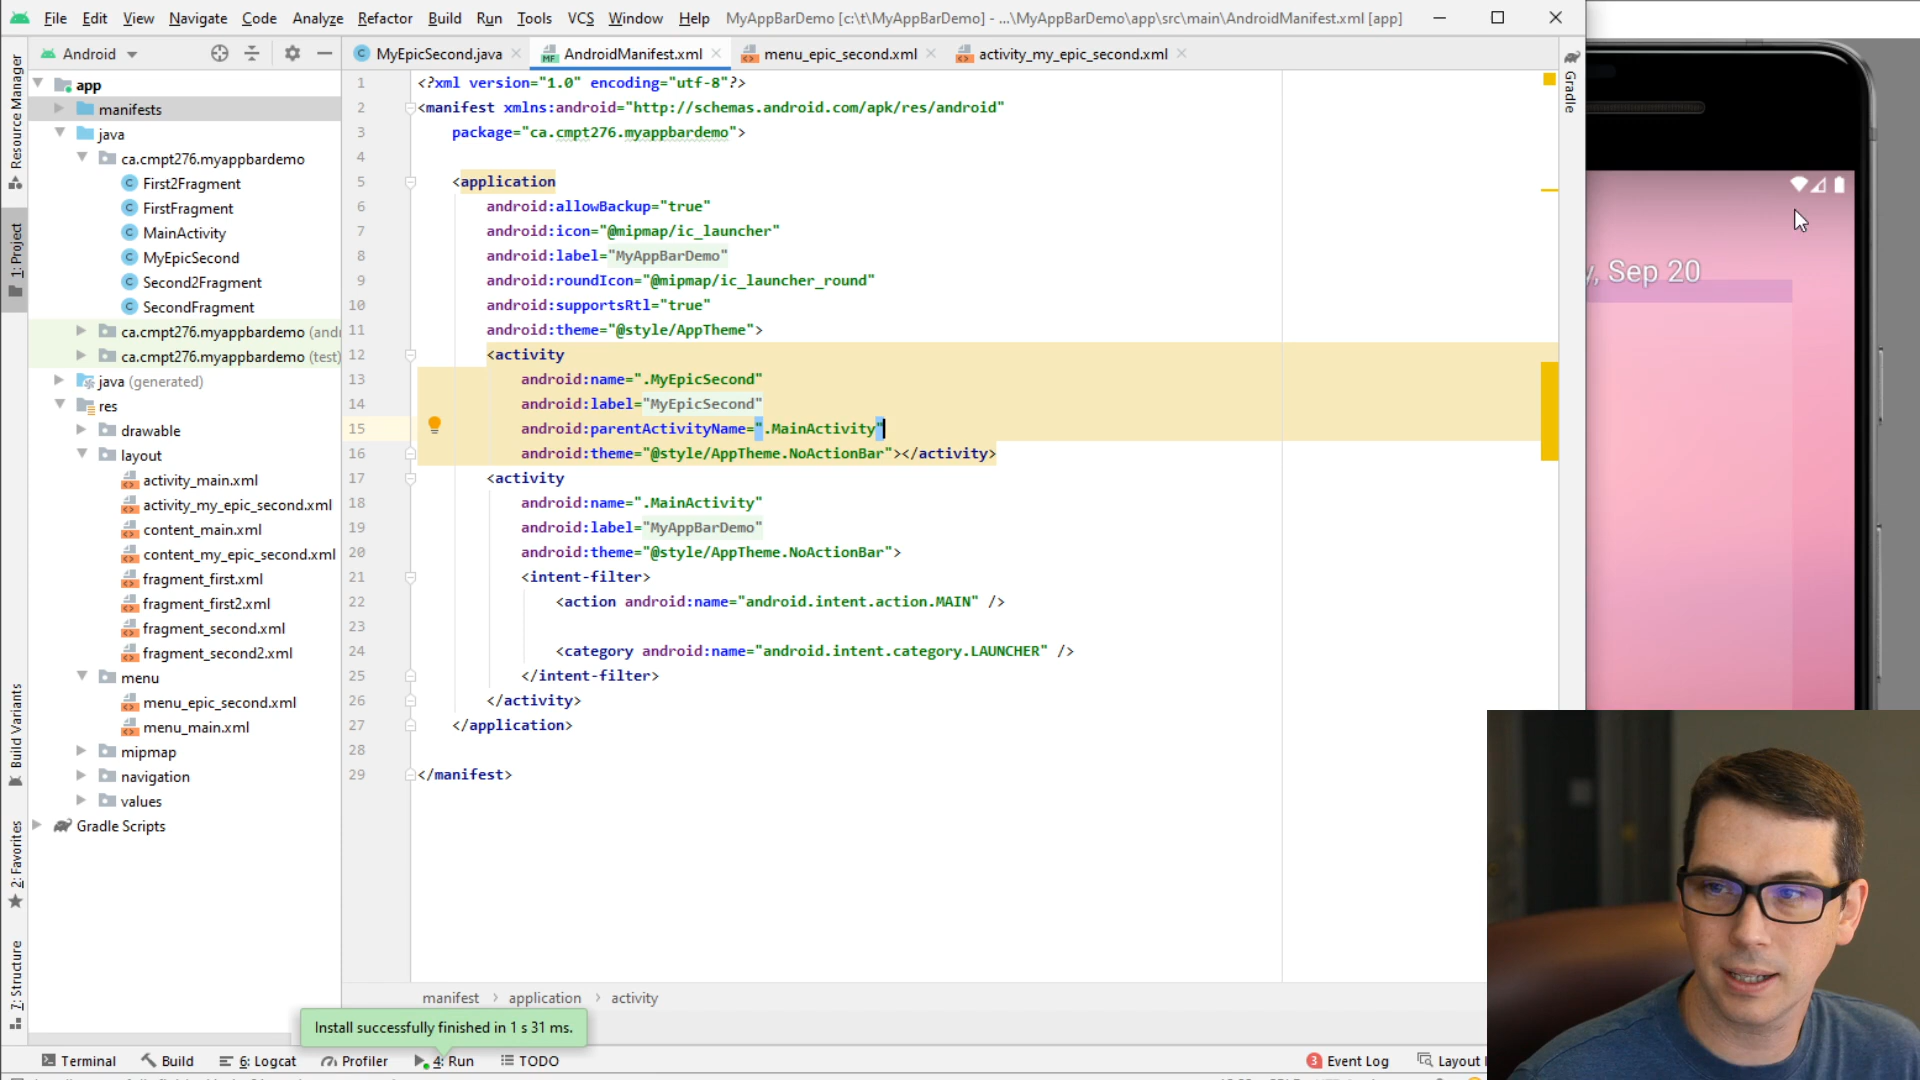 File Edit View Navigate Code Analyze Refactor Build Run Tools VCS Window Help MyAppBarDemo [c:\t\MyAppBarDemo] - ...\MyAppBarDemo\app\src\main\AndroidManifest.xml [app]
Android
MyEpicSecond.java
AndroidManifest.xml
menu_epic_second.xml
activity_my_epic_second.xml
Resource Manager
1: Project
Build Variants
2: Favorites
7: Structure
Gradle
app
manifests
java
ca.cmpt276.myappbardemo
First2Fragment
FirstFragment
MainActivity
MyEpicSecond
Second2Fragment
SecondFragment
ca.cmpt276.myappbardemo
ca.cmpt276.myappbardemo (test)
java (generated)
res
drawable
layout
activity_main.xml
activity_my_epic_second.xml
content_main.xml
content_my_epic_second.xml
fragment_first.xml
fragment_first2.xml
fragment_second.xml
fragment_second2.xml
menu
menu_epic_second.xml
menu_main.xml
mipmap
navigation
values
Gradle Scripts
1 <?xml version="1.0" encoding="utf-8"?>
2 <manifest xmlns:android="http://schemas.android.com/apk/res/android"
3 package="ca.cmpt276.myappbardemo">
4
5 <application
6 android:allowBackup="true"
7 android:icon="@mipmap/ic_launcher"
8 android:label="MyAppBarDemo"
9 android:roundIcon="@mipmap/ic_launcher_round"
10 android:supportsRtl="true"
11 android:theme="@style/AppTheme">
12 <activity
13 android:name=".MyEpicSecond"
14 android:label="MyEpicSecond"
15 android:parentActivityName=".MainActivity"
16 android:theme="@style/AppTheme.NoActionBar"></activity>
17 <activity
18 android:name=".MainActivity"
19 android:label="MyAppBarDemo"
20 android:theme="@style/AppTheme.NoActionBar">
21 <intent-filter>
22 <action android:name="android.intent.action.MAIN" />
23
24 <category android:name="android.intent.category.LAUNCHER" />
25 </intent-filter>
26 </activity>
27 </application>
28
29 </manifest>
y, Sep 20
manifest › application › activity
Install successfully finished in 1 s 31 ms.
Terminal Build 6: Logcat Profiler 4: Run TODO 3 Event Log Layout